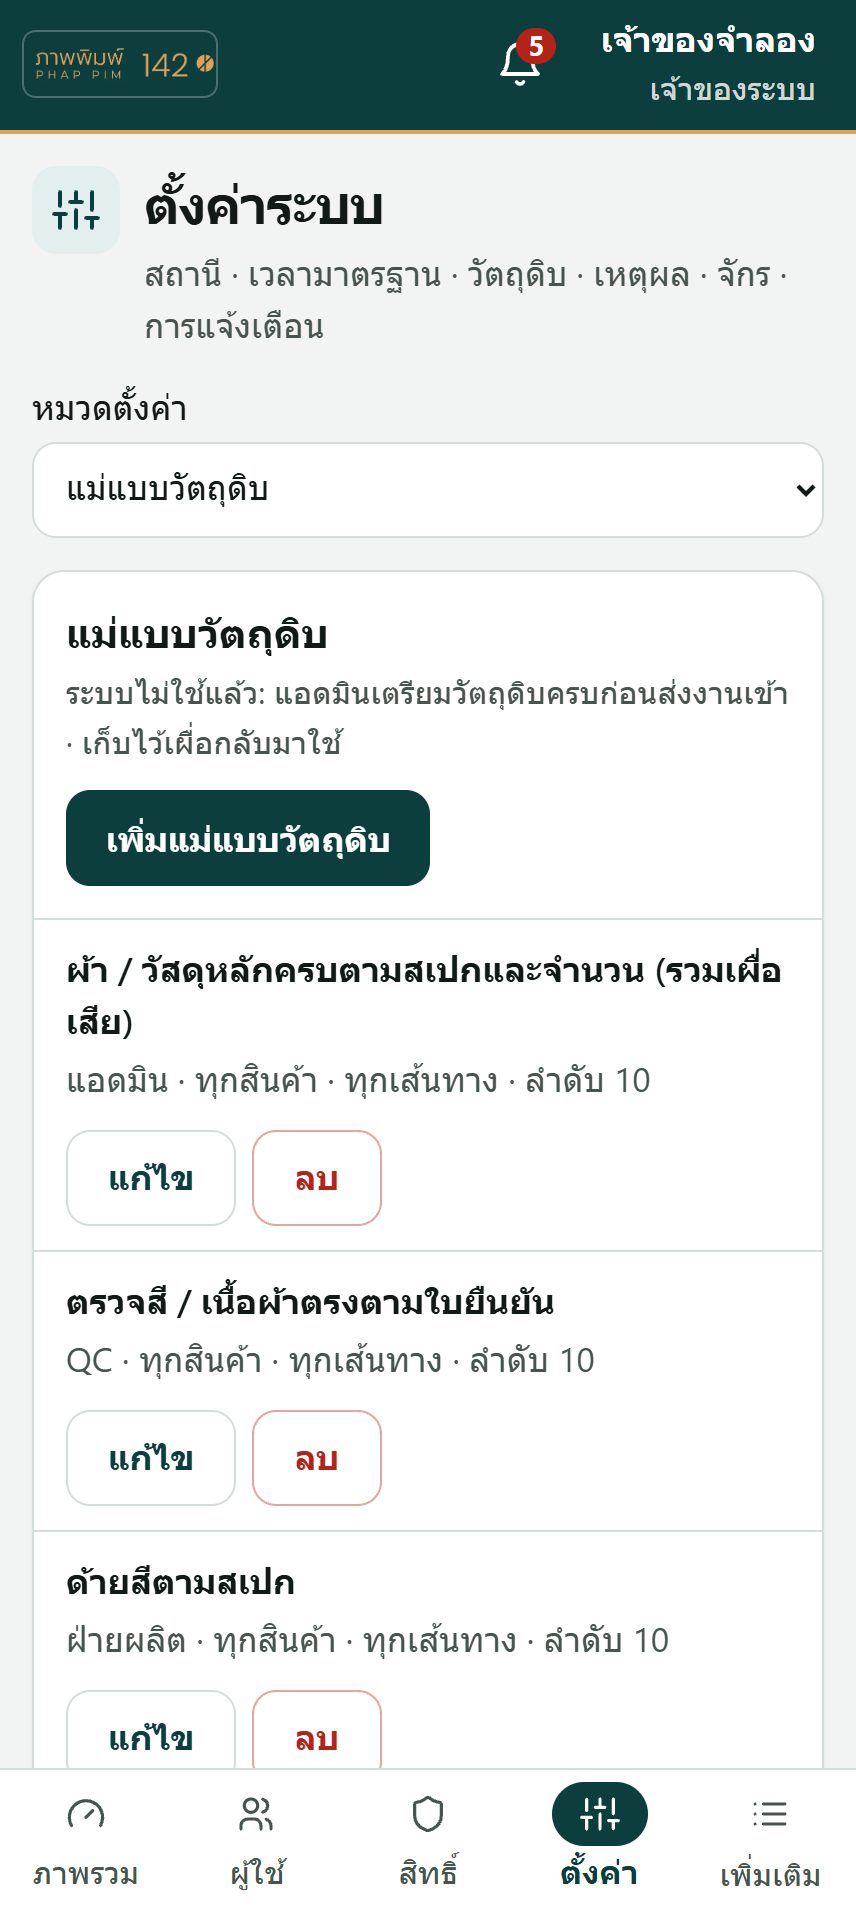 ภาพพิมพ์
PHAP PIM
142
5
เจ้าของจำลอง
เจ้าของระบบ
ตั้งค่าระบบ
สถานี · เวลามาตรฐาน · วัตถุดิบ · เหตุผล · จักร ·
การแจ้งเตือน
หมวดตั้งค่า
แม่แบบวัตถุดิบ
แม่แบบวัตถุดิบ
ระบบไม่ใช้แล้ว: แอดมินเตรียมวัตถุดิบครบก่อนส่งงานเข้า
· เก็บไว้เผื่อกลับมาใช้
เพิ่มแม่แบบวัตถุดิบ
ผ้า / วัสดุหลักครบตามสเปกและจำนวน (รวมเผื่อ
เสีย)
แอดมิน · ทุกสินค้า · ทุกเส้นทาง · ลำดับ 10
แก้ไข ลบ
ตรวจสี / เนื้อผ้าตรงตามใบยืนยัน
QC · ทุกสินค้า · ทุกเส้นทาง · ลำดับ 10
แก้ไข ลบ
ด้ายสีตามสเปก
ฝ่ายผลิต · ทุกสินค้า · ทุกเส้นทาง · ลำดับ 10
แก้ไข ลบ
ภาพรวม ผู้ใช้ สิทธิ์ ตั้งค่า เพิ่มเติม